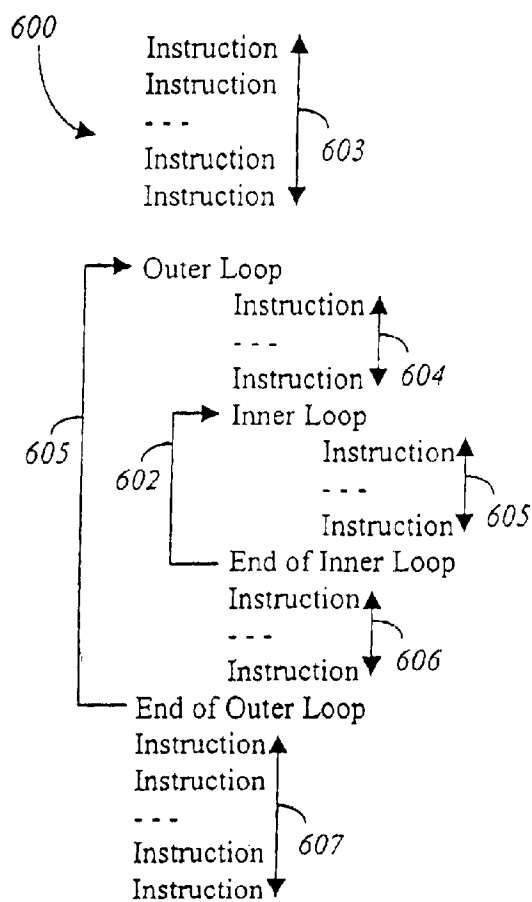 600
Instruction
Instruction
- - -
603
Instruction
Instruction
Outer Loop
Instruction
- - -
604
Instruction
Inner Loop
605
602
Instruction
- - -
605
Instruction
End of Inner Loop
Instruction
- - -
606
Instruction
End of Outer Loop
Instruction
Instruction
- - -
607
Instruction
Instruction